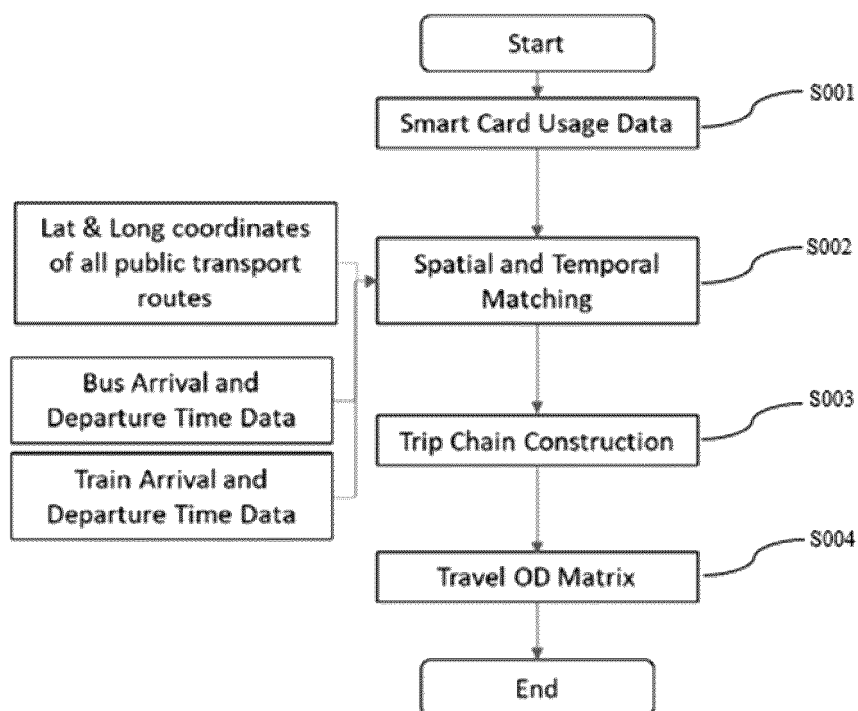 Start
Smart Card Usage Data
S001
Lat & Long coordinates
of all public transport
routes
Spatial and Temporal
Matching
S002
Bus Arrival and
Departure Time Data
Train Arrival and
Departure Time Data
Trip Chain Construction
S003
Travel OD Matrix
S004
End